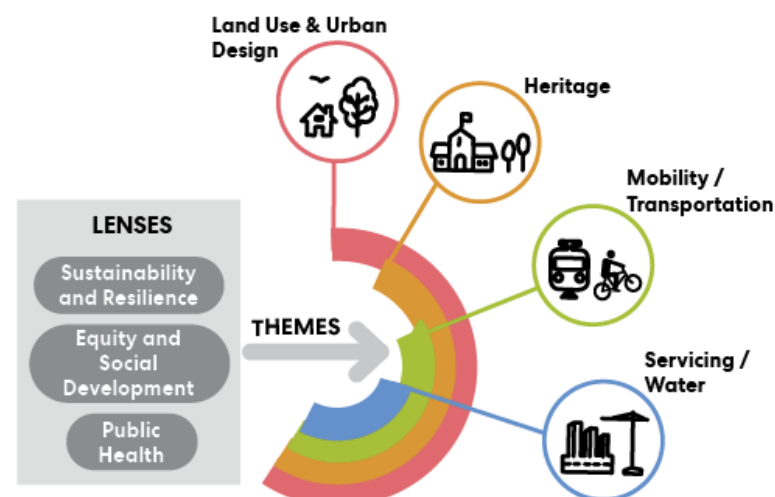 Land Use & Urban
Design
Heritage
Mobility /
Transportation
LENSES
Sustainability
and Resilience
Equity and
Social
Development
Public
Health
THEMES
Servicing /
Water